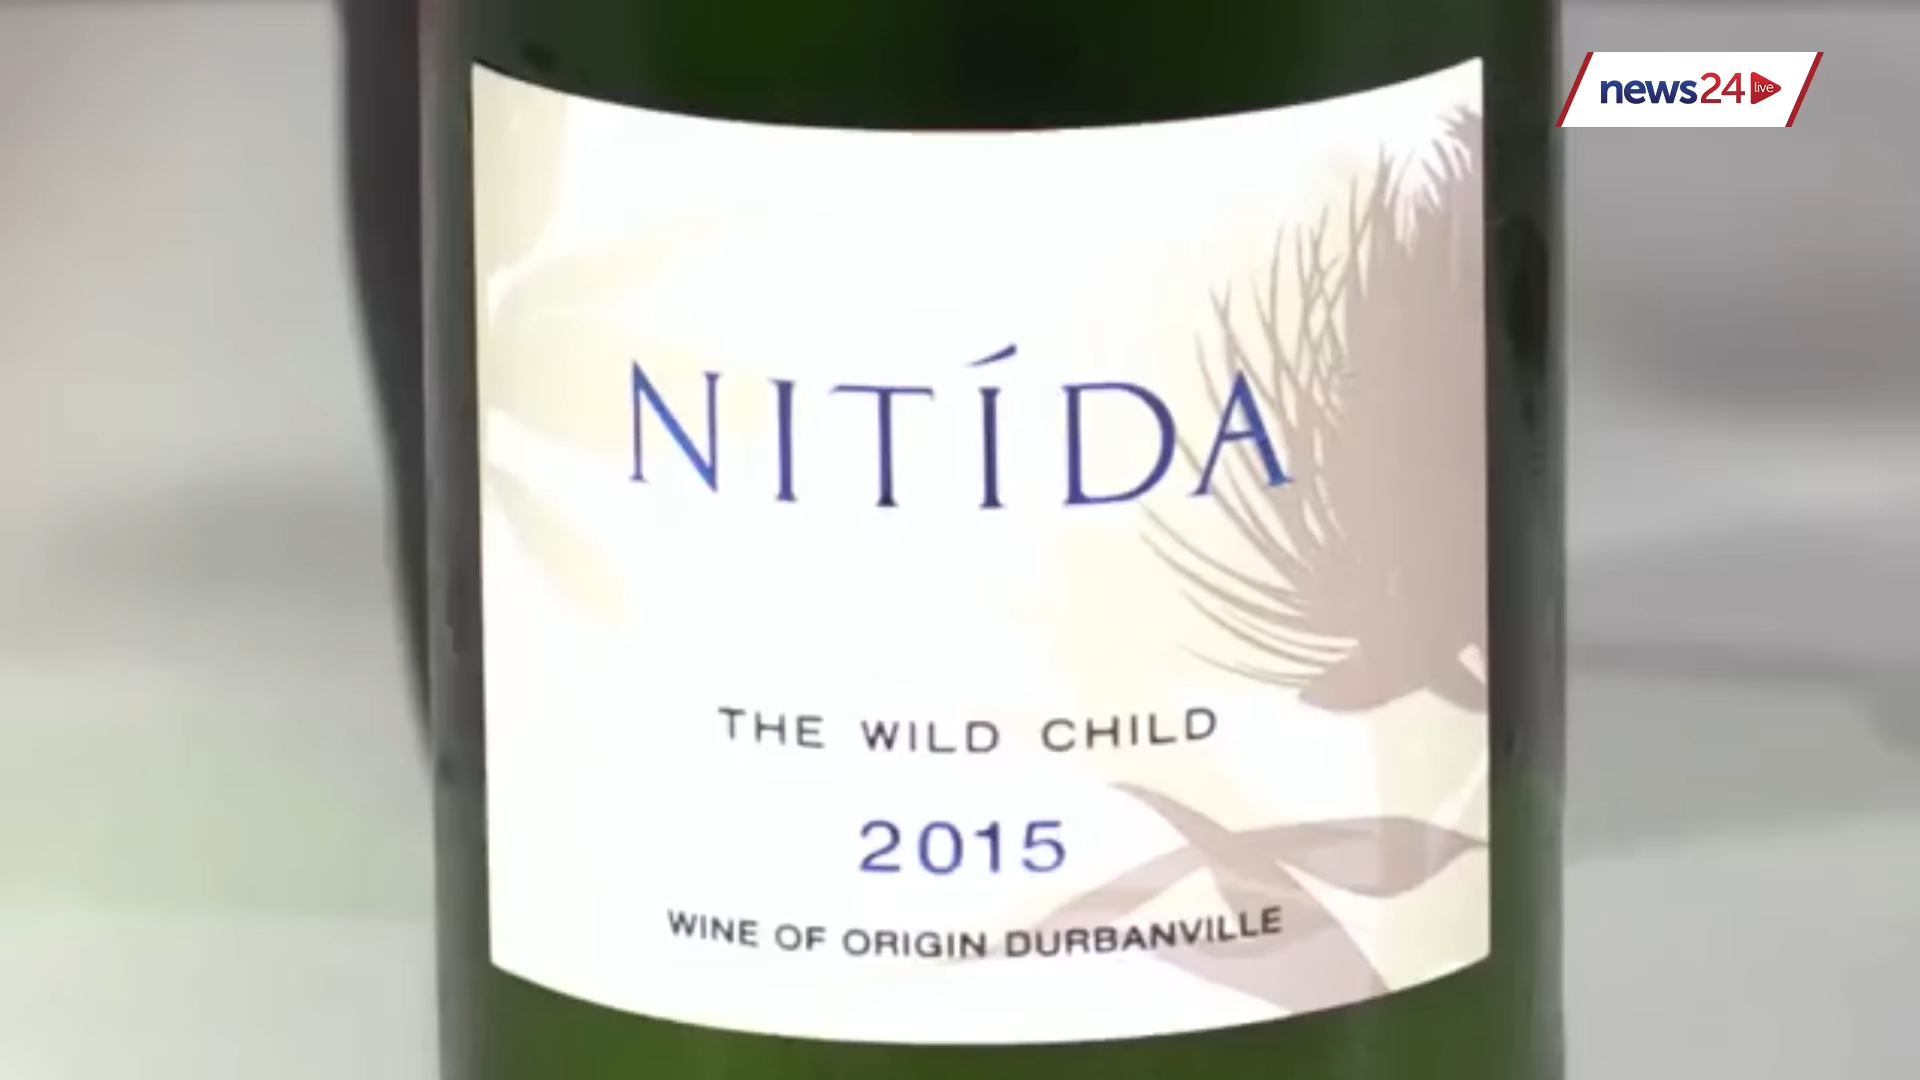 news24 live
NITÍDA
THE WILD CHILD
2015
WINE OF ORIGIN DURBANVILLE